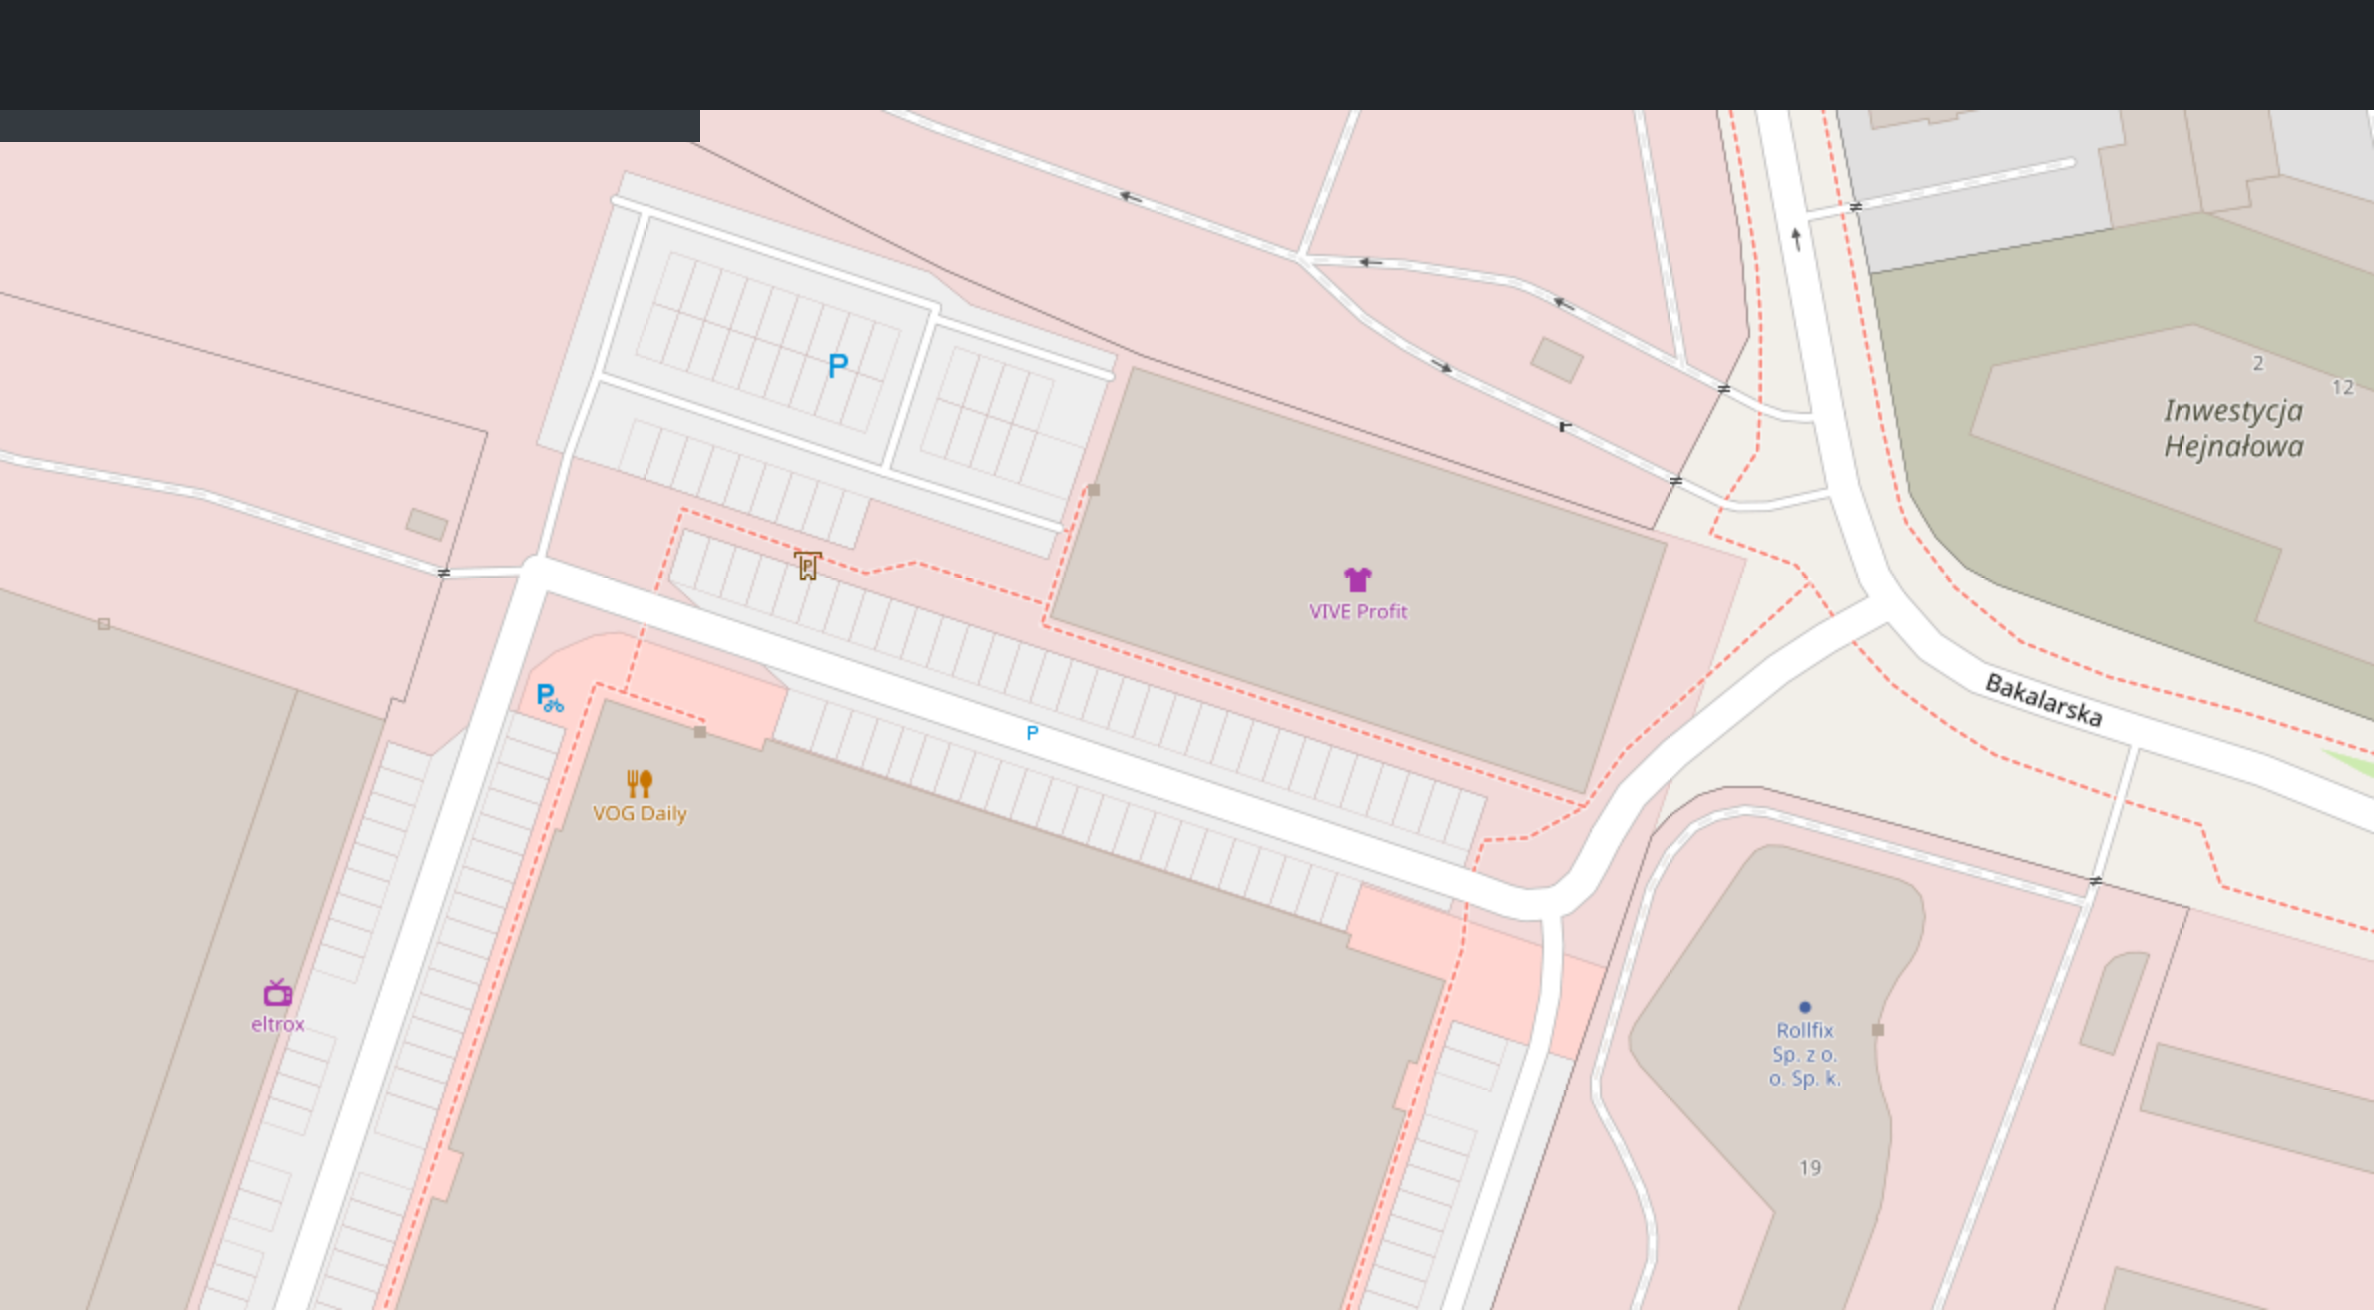 P
2
12
Inwestycja
Hejnałowa
P
VIVE Profit
P
Bakalarska
P
VOG Daily
eltrox
Rollfix
Sp. z o.
o. Sp. k.
19